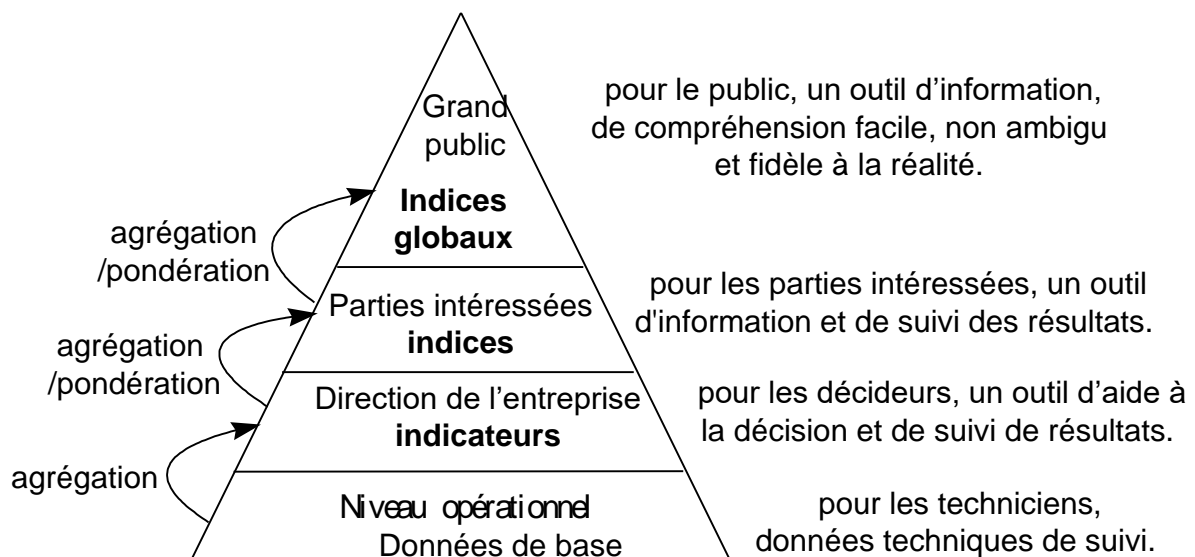 Grand
public
Indices
globaux
pour le public, un outil d’information,
de compréhension facile, non ambigu
et fidèle à la réalité.
agrégation
/pondération
Parties intéressées
indices
pour les parties intéressées, un outil
d'information et de suivi des résultats.
agrégation
/pondération
Direction de l’entreprise
indicateurs
pour les décideurs, un outil d’aide à
la décision et de suivi de résultats.
agrégation
Niveau opérationnel
Données de base
pour les techniciens,
données techniques de suivi.